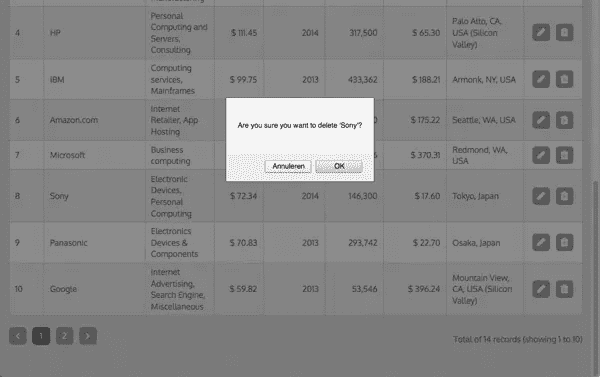 4
HP
Personal
Computing and
Servers,
Consulting
$ 111.45
2014
317,500
$ 65.30
Palo Alto, CA,
USA (Silicon
Valley)
5
IBM
Computing
services,
Mainframes
$ 99.75
2013
433,362
$ 188.21
Armonk, NY, USA
6
Amazon.com
Internet
Retailer, App
Hosting
$ 175.22
Seattle, WA, USA
7
Microsoft
Business
computing
$ 370.31
Redmond, WA,
USA
Are you sure you want to delete 'Sony'?
Annuleren
OK
8
Sony
Electronic
Devices,
Personal
Computing
$ 72.34
2014
146,300
$ 17.60
Tokyo, Japan
9
Panasonic
Electronics
Devices &
Components
$ 70.83
2013
293,742
$ 22.70
Osaka, Japan
10
Google
Internet
Advertising,
Search Engine,
Miscellaneous
$ 59.82
2013
53,546
$ 396.24
Mountain View,
CA, USA (Silicon
Valley)
1
2
Total of 14 records (showing 1 to 10)